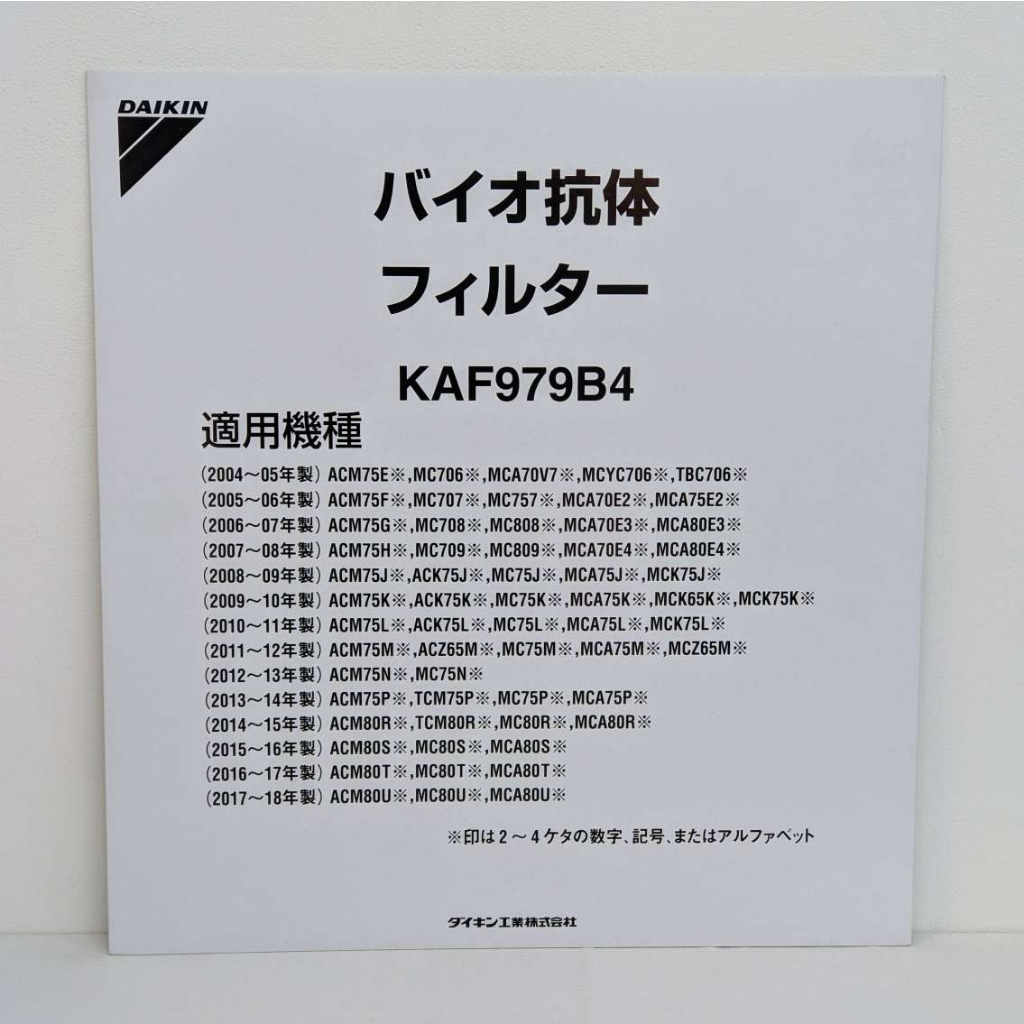 DAIKIN
バイオ抗体
フィルター
KAF979B4
適用機種
(2004～05年製) ACM75E※,MC706※,MCA70V7※,MCYC706※,TBC706※
(2005～06年製) ACM75F※,MC707※,MC757※,MCA70E2※,MCA75E2※
(2006～07年製) ACM75G※,MC708※,MC808※,MCA70E3※,MCA80E3※
(2007～08年製) ACM75H※,MC709※,MC809※,MCA70E4※,MCA80E4※
(2008～09年製) ACM75J※,ACK75J※,MC75J※,MCA75J※,MCK75J※
(2009～10年製) ACM75K※,ACK75K※,MC75K※,MCA75K※,MCK65K※,MCK75K※
(2010～11年製) ACM75L※,ACK75L※,MC75L※,MCA75L※,MCK75L※
(2011～12年製) ACM75M※,ACZ65M※,MC75M※,MCA75M※,MCZ65M※
(2012～13年製) ACM75N※,MC75N※
(2013～14年製) ACM75P※,TCM75P※,MC75P※,MCA75P※
(2014～15年製) ACM80R※,TCM80R※,MC80R※,MCA80R※
(2015～16年製) ACM80S※,MC80S※,MCA80S※
(2016～17年製) ACM80T※,MC80T※,MCA80T※
(2017～18年製) ACM80U※,MC80U※,MCA80U※
※印は2～4ケタの数字、記号、またはアルファベット
ダイキン工業株式会社